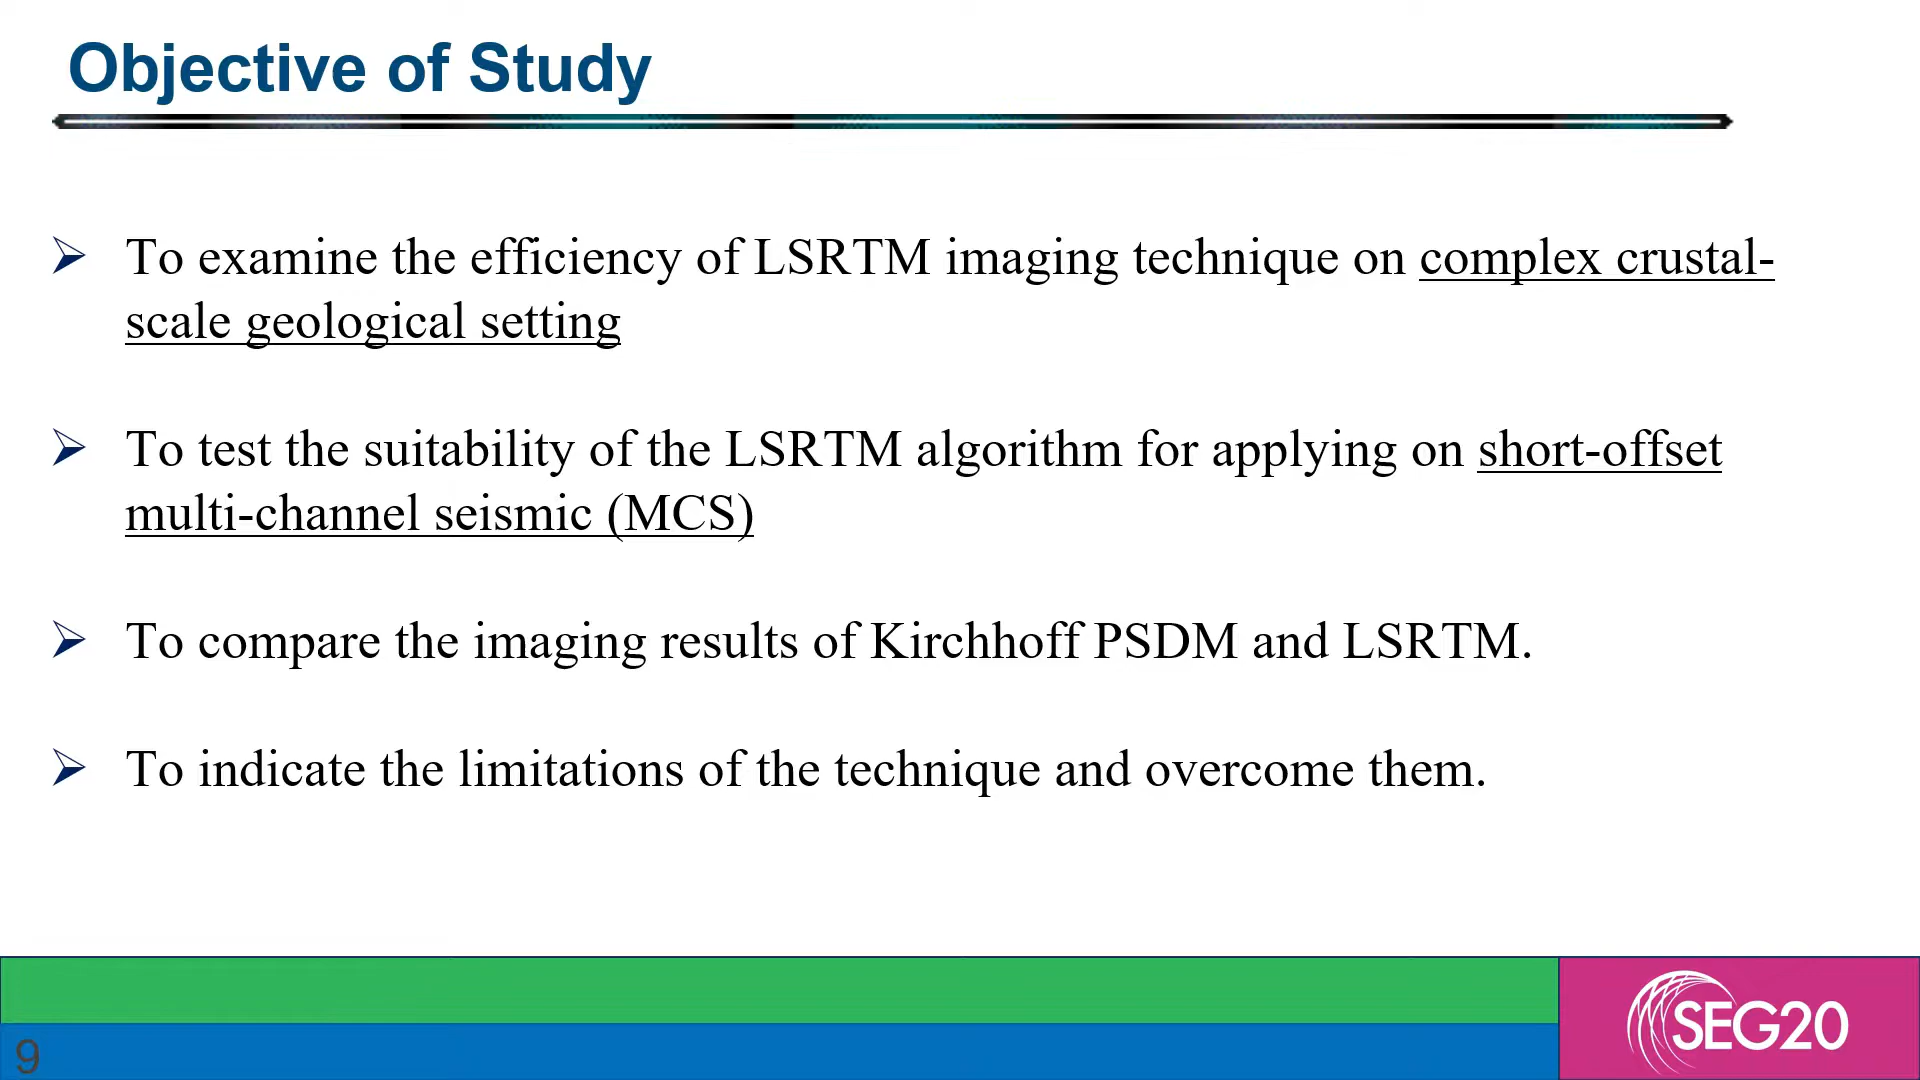 Objective of Study
To examine the efficiency of LSRTM imaging technique on complex crustal-
scale geological setting
To test the suitability of the LSRTM algorithm for applying on short-offset
multi-channel seismic (MCS)
To compare the imaging results of Kirchhoff PSDM and LSRTM.
To indicate the limitations of the technique and overcome them.
SEG20
9